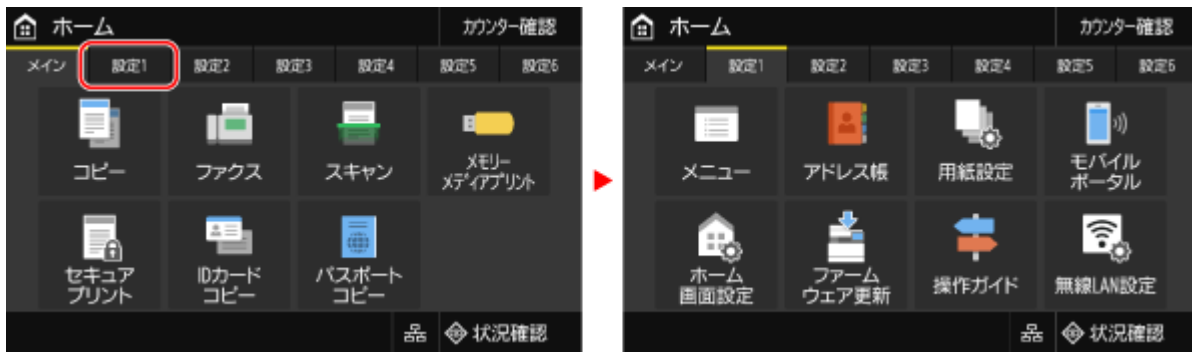 ホーム
カウンター確認
メイン
設定1
設定2
設定3
設定4
設定5
設定6
コピー
ファクス
スキャン
メモリー
メディアプリント
セキュア
プリント
IDカード
コピー
パスポート
コピー
状況確認
ホーム
カウンター確認
メイン
設定1
設定2
設定3
設定4
設定5
設定6
メニュー
アドレス帳
用紙設定
モバイル
ポータル
ホーム
画面設定
ファーム
ウェア更新
操作ガイド
無線LAN設定
状況確認